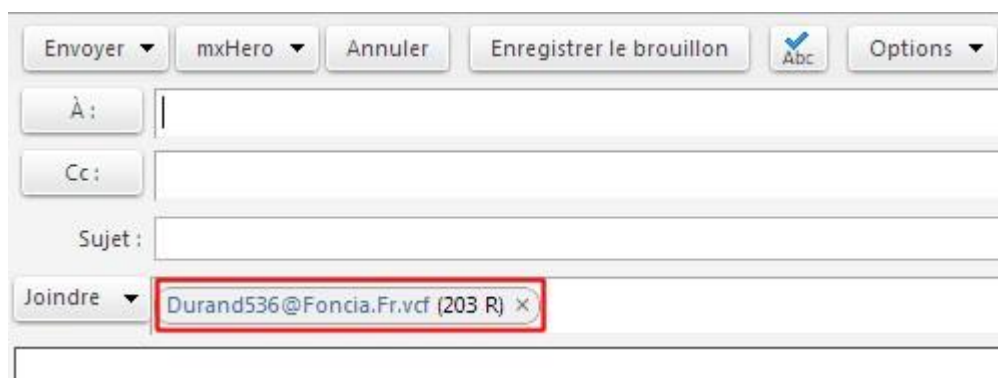 Envoyer mxHero Annuler Enregistrer le brouillon Abc Options
À :
Cc :
Sujet :
Joindre Durand536@Foncia.Fr.vcf (203 R) ×